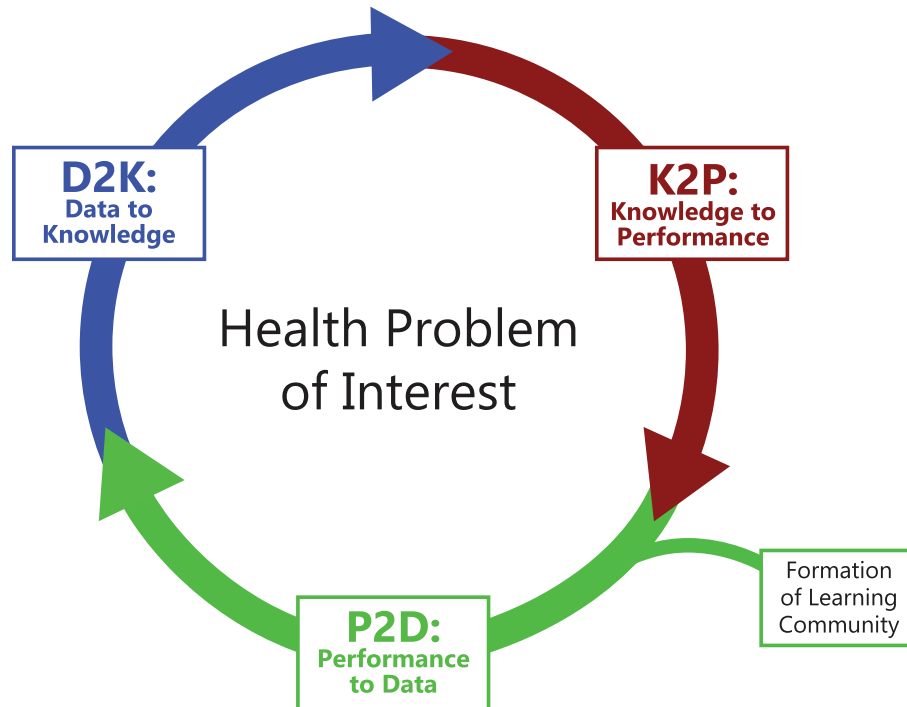 D2K:
Data to
Knowledge
K2P:
Knowledge to
Performance
Health Problem
of Interest
P2D:
Performance
to Data
Formation
of Learning
Community